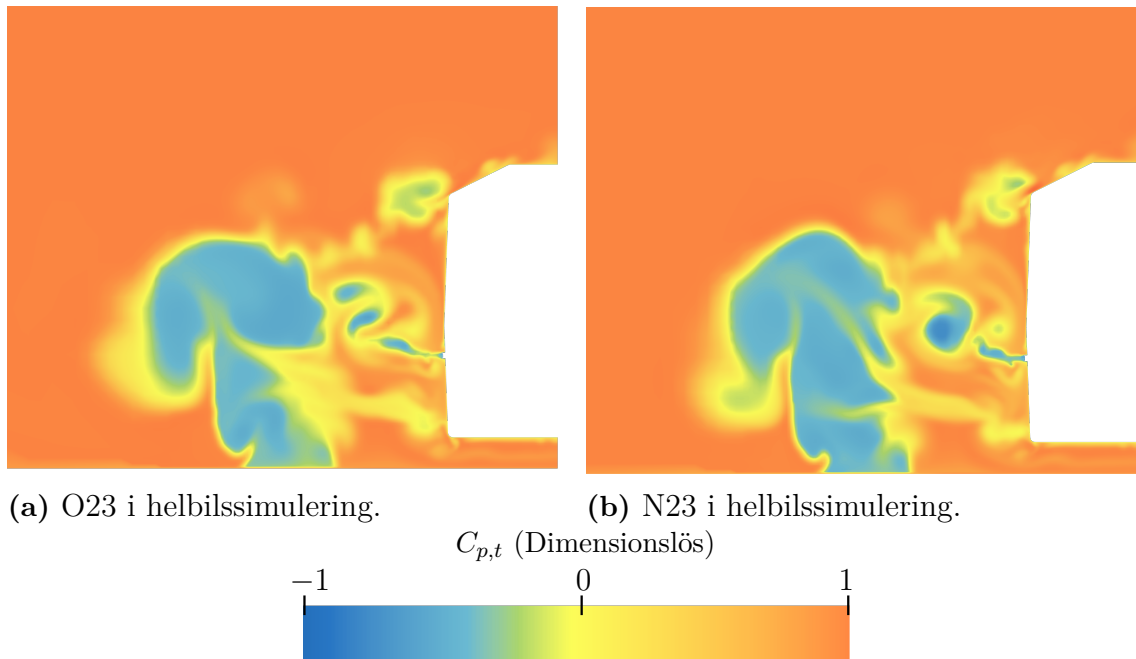 (a) O23 i helbilssimulering.
(b) N23 i helbilssimulering.
C_{p,t} (Dimensionslös)
−1 0 1